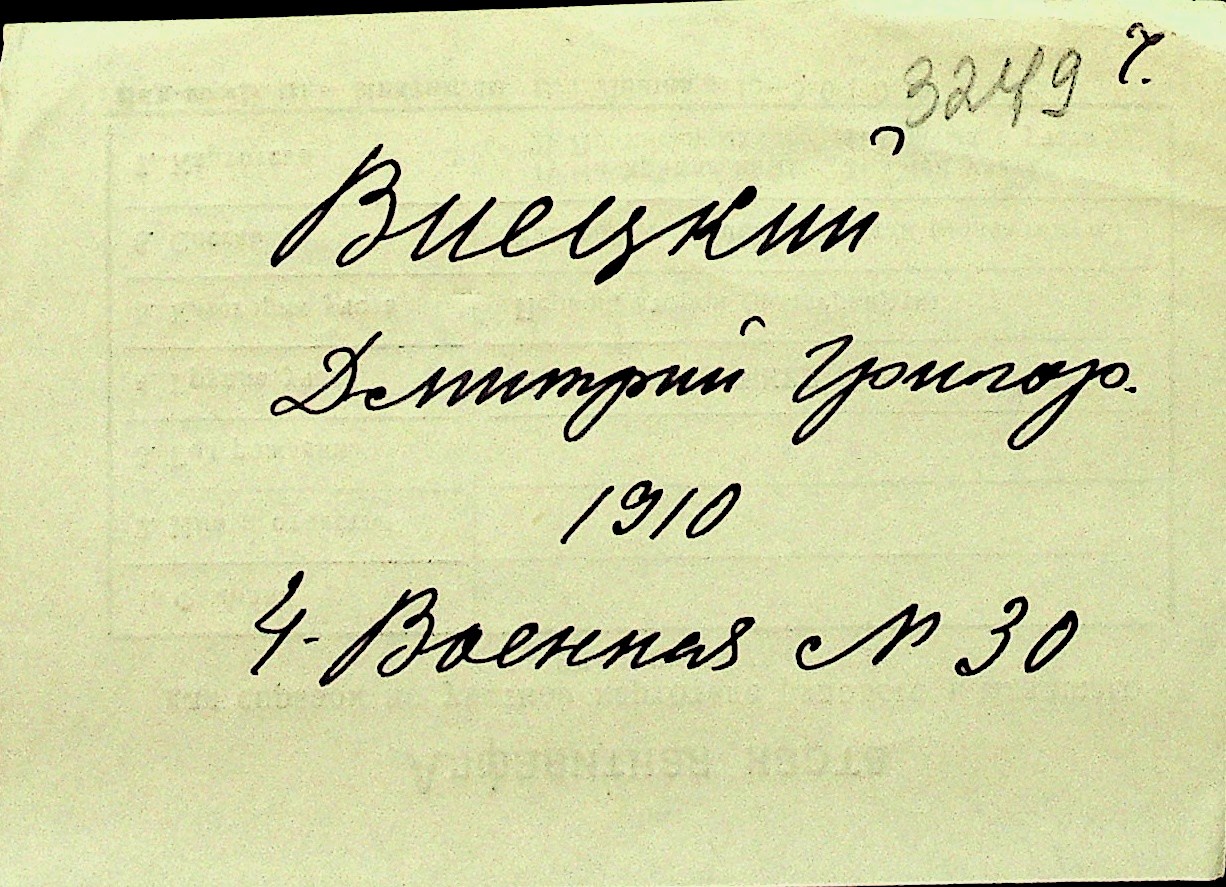 3249 г.
Виецкий
Дмитрий Григор.
1910
4-Военная № 30